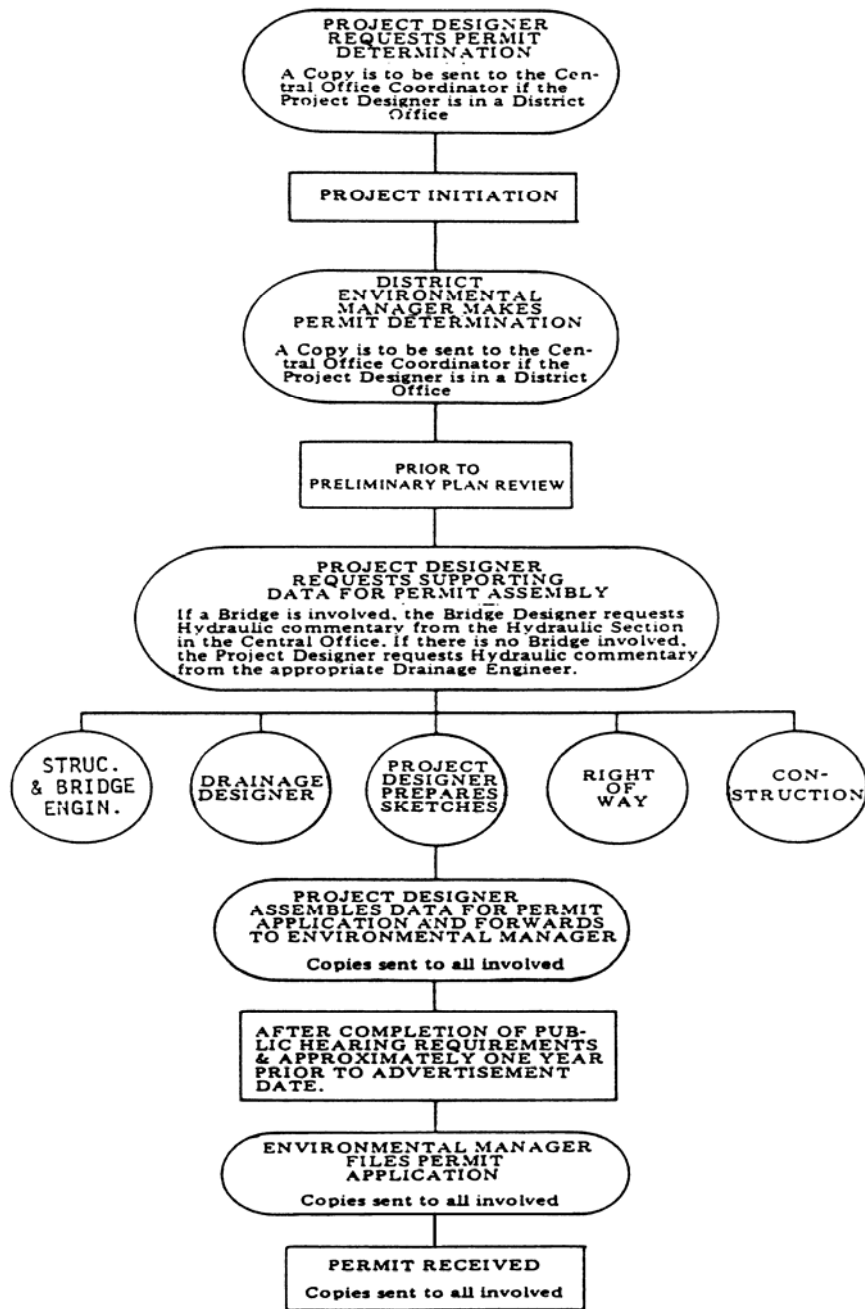 PROJECT DESIGNER
REQUESTS PERMIT
DETERMINATION
A Copy is to be sent to the Cen-
tral Office Coordinator if the
Project Designer is in a District
Office
PROJECT INITIATION
DISTRICT
ENVIRONMENTAL
MANAGER MAKES
PERMIT DETERMINATION
A Copy is to be sent to the Cen-
tral Office Coordinator if the
Project Designer is in a District
Office
PRIOR TO
PRELIMINARY PLAN REVIEW
PROJECT DESIGNER
REQUESTS SUPPORTING
DATA FOR PERMIT ASSEMBLY
If a Bridge is involved, the Bridge Designer requests
Hydraulic commentary from the Hydraulic Section
in the Central Office. If there is no Bridge involved,
the Project Designer requests Hydraulic commentary
from the appropriate Drainage Engineer.
STRUC.
& BRIDGE
ENGIN.
DRAINAGE
DESIGNER
PROJECT
DESIGNER
PREPARES
SKETCHES
RIGHT
OF
WAY
CON-
STRUCTION
PROJECT DESIGNER
ASSEMBLES DATA FOR PERMIT
APPLICATION AND FORWARDS
TO ENVIRONMENTAL MANAGER
Copies sent to all involved
AFTER COMPLETION OF PUB-
LIC HEARING REQUIREMENTS
& APPROXIMATELY ONE YEAR
PRIOR TO ADVERTISEMENT
DATE.
ENVIRONMENTAL MANAGER
FILES PERMIT
APPLICATION
Copies sent to all involved
PERMIT RECEIVED
Copies sent to all involved